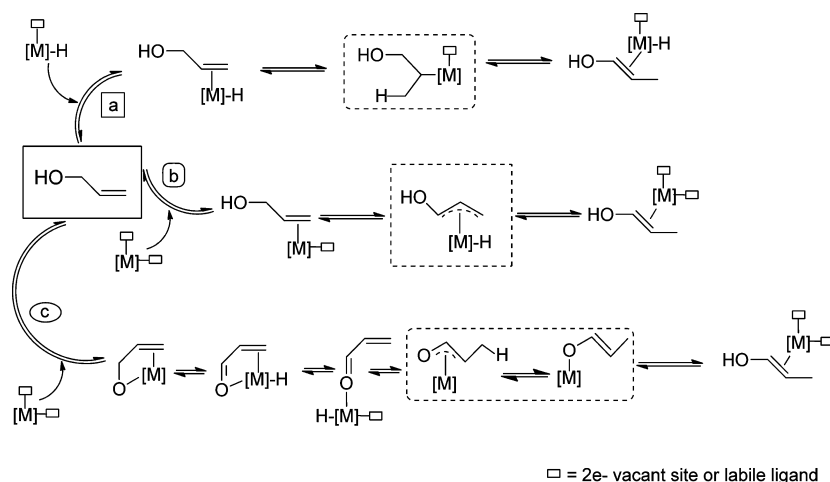 [M]-H
HO
[M]-H
HO
[M]
H
HO
[M]-H
a
HO
b
HO
[M]
[M]
HO
[M]-H
HO
[M]
c
[M]
O
[M]
O
[M]-H
O
H-[M]
O
H
[M]
O
[M]
HO
[M]
= 2e- vacant site or labile ligand